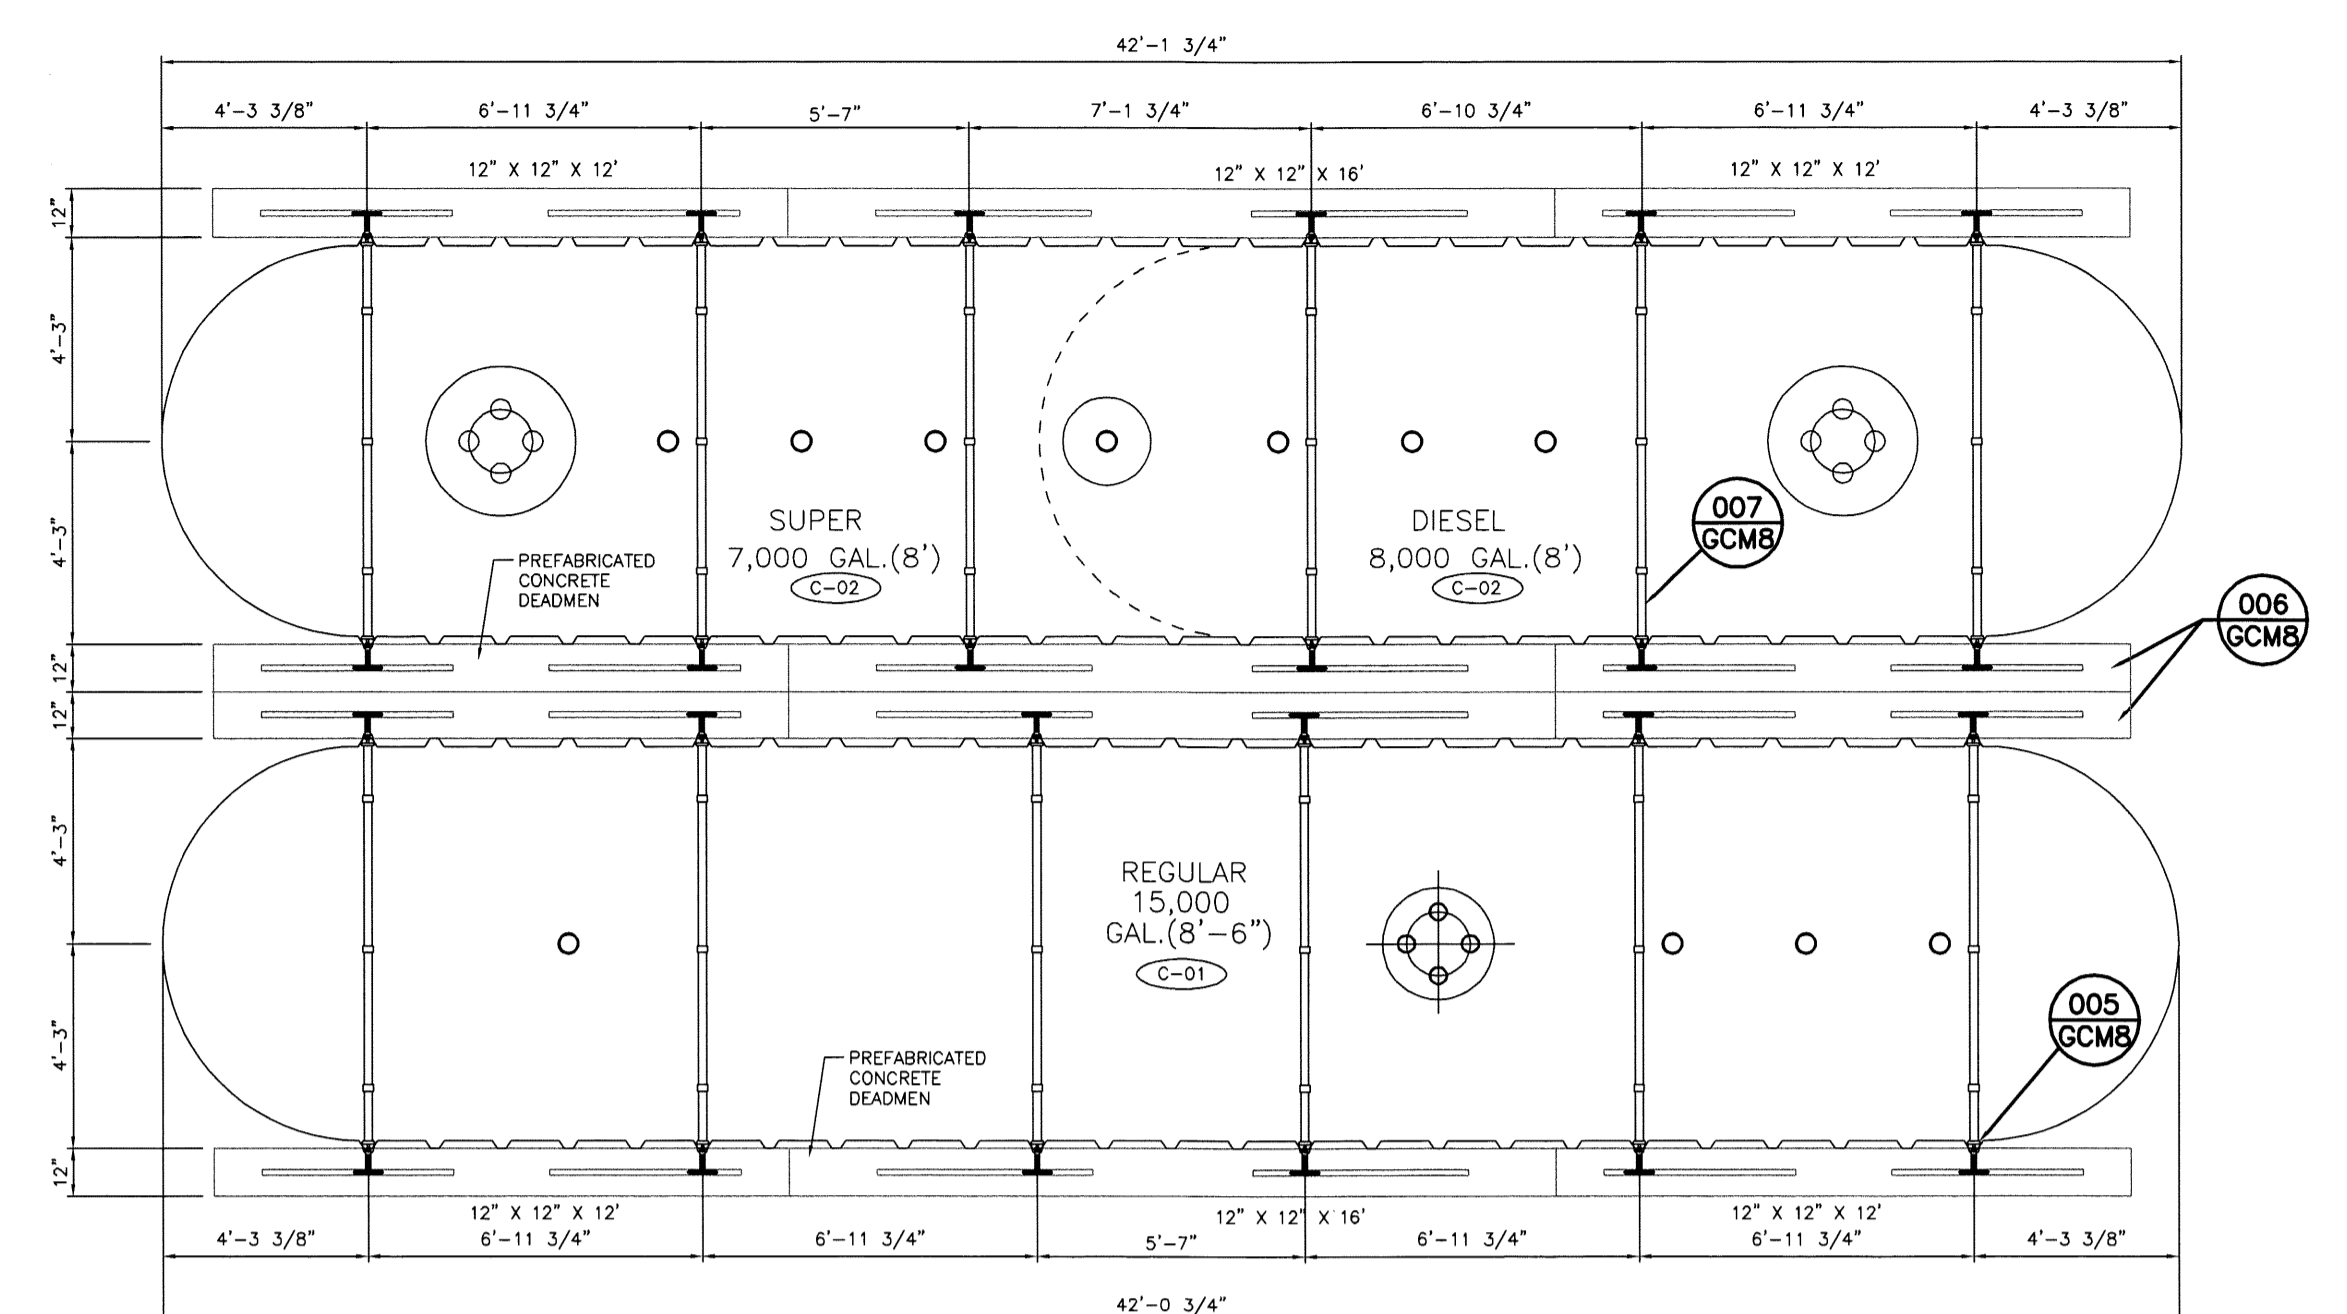 42'-1 3/4"
4'-3 3/8"
6'-11 3/4"
5'-7"
7'-1 3/4"
6'-10 3/4"
6'-11 3/4"
4'-3 3/8"
12" X 12" X 12'
12" X 12" X 16'
12" X 12" X 12'
12"
4'-3"
4'-3"
12"
12"
4'-3"
4'-3"
12"
SUPER
7,000 GAL.(8')
C-02
DIESEL
8,000 GAL.(8')
C-02
007
GCM8
PREFABRICATED
CONCRETE
DEADMEN
006
GCM8
REGULAR
15,000
GAL.(8'-6")
C-01
005
GCM8
PREFABRICATED
CONCRETE
DEADMEN
12" X 12" X 12'
12" X 12" X 16'
12" X 12" X 12'
4'-3 3/8"
6'-11 3/4"
6'-11 3/4"
5'-7"
6'-11 3/4"
6'-11 3/4"
4'-3 3/8"
42'-0 3/4"